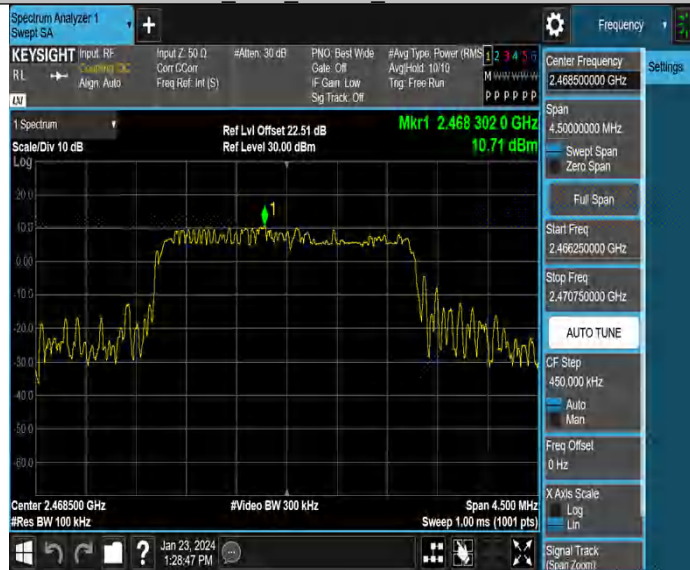 Spectrum Analyzer 1
Swept SA
+
Frequency
KEYSIGHT
RL
Input: RF
Coupling: DC
Align: Auto
Input Z: 50 Ω
Corr CCorr
Freq Ref: Int (S)
#Atten: 30 dB
PNO: Best Wide
Gate: Off
IF Gain: Low
Sig Track: Off
#Avg Type: Power (RMS
Avg|Hold: 10/10
Trig: Free Run
1 2 3 4 5 6
M W W W W W
P P P P P P
LXI
1 Spectrum
Scale/Div 10 dB
Log
Ref Lvl Offset 22.51 dB
Ref Level 30.00 dBm
Mkr1 2.468 302 0 GHz
10.71 dBm
1
20.0
10.0
0.00
-10.0
-20.0
-30.0
-40.0
-50.0
-60.0
Center 2.468500 GHz
#Res BW 100 kHz
#Video BW 300 kHz
Span 4.500 MHz
Sweep 1.00 ms (1001 pts)
?
Jan 23, 2024
1:28:47 PM
Center Frequency
2.468500000 GHz
Settings
Span
4.50000000 MHz
Swept Span
Zero Span
Full Span
Start Freq
2.466250000 GHz
Stop Freq
2.470750000 GHz
AUTO TUNE
CF Step
450.000 kHz
Auto
Man
Freq Offset
0 Hz
X Axis Scale
Log
Lin
Signal Track
(Span Zoom)